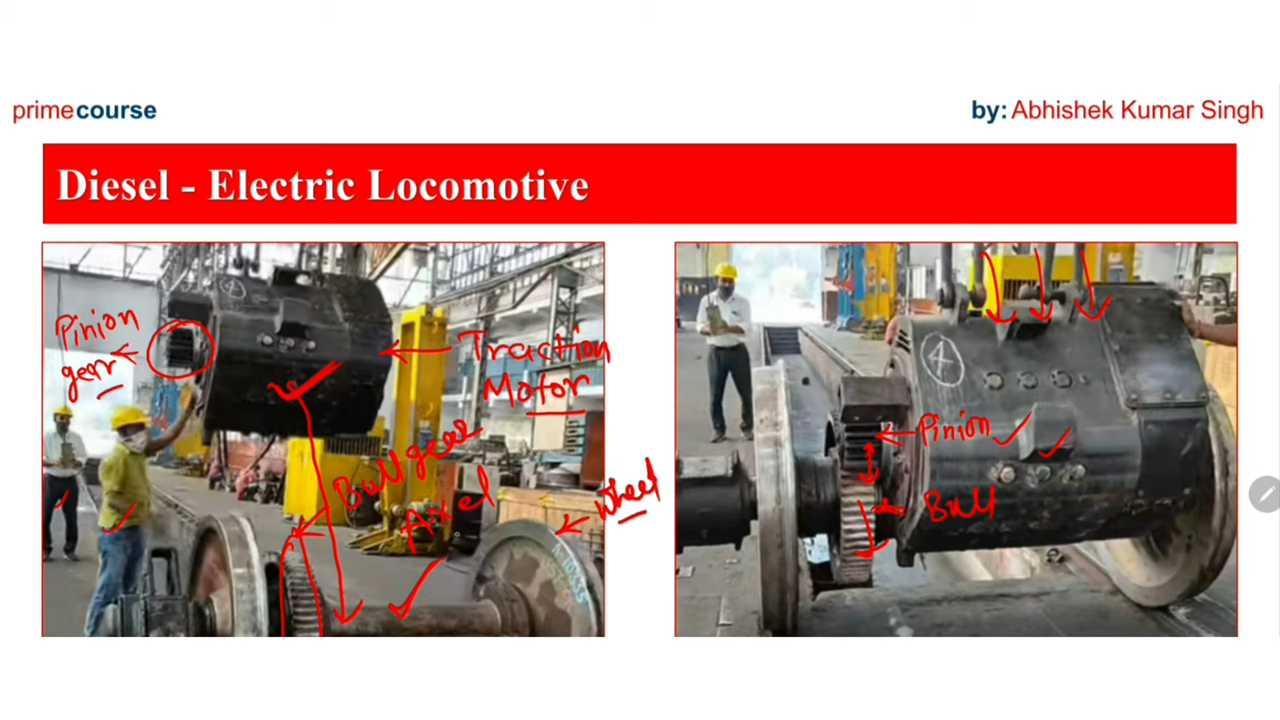 primecourse
by: Abhishek Kumar Singh
Diesel - Electric Locomotive
Pinion
gear
Traction
Motor
Bull gear
Axel
Wheel
4
4
Pinion
Bull